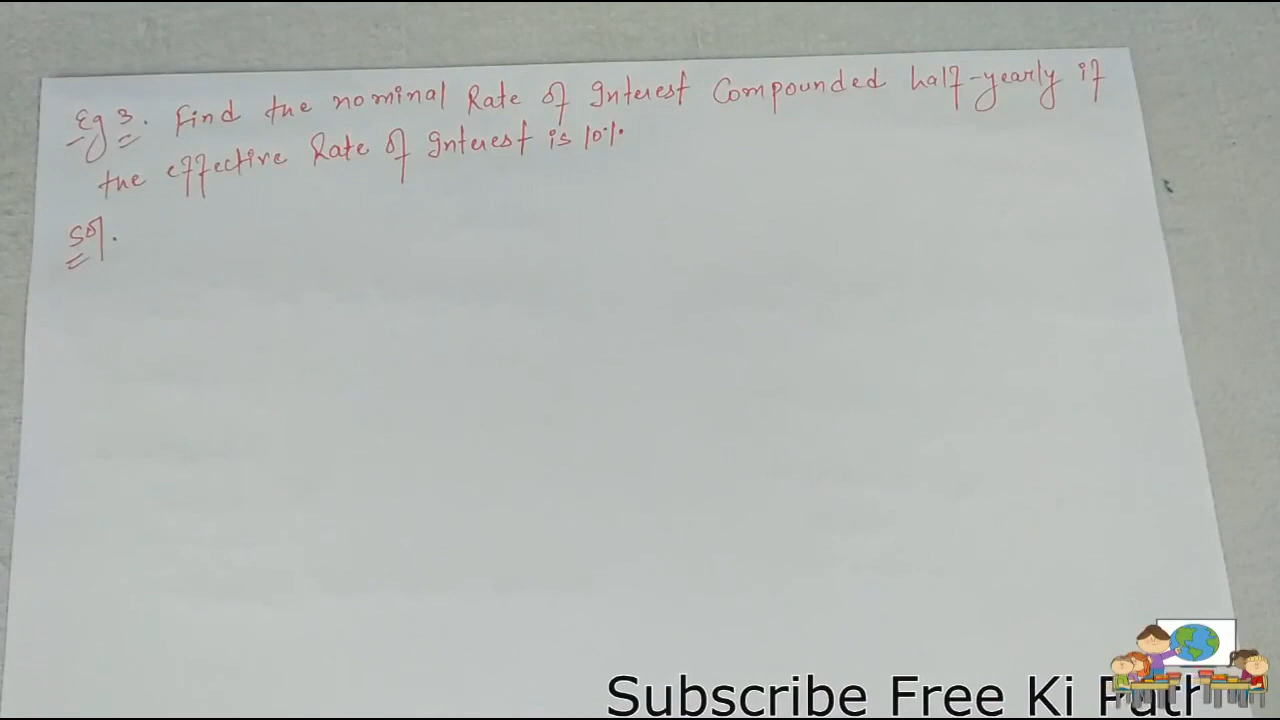 Eg 3. Find the nominal Rate of Interest Compounded half-yearly if
the effective Rate of Interest is 10%.
Sol.
Subscribe Free Ki Path